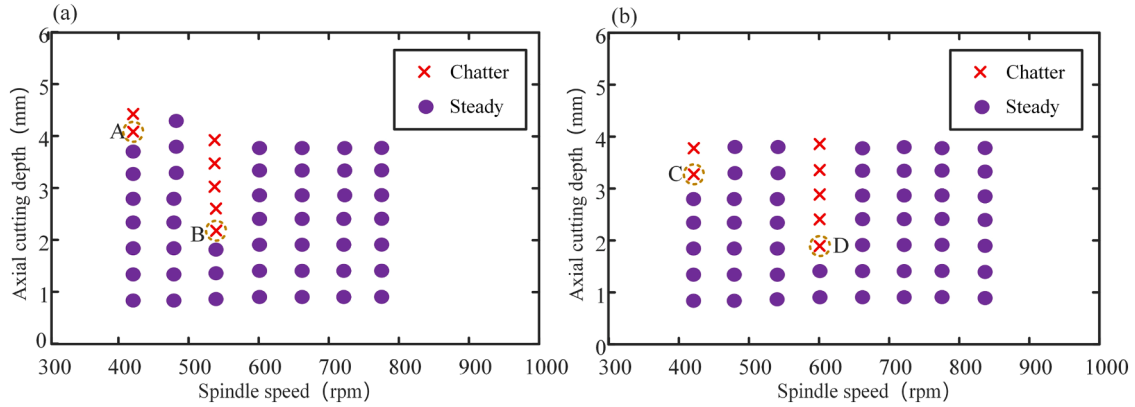 (a)
6
5
4
3
2
1
0
Axial cutting depth (mm)
300 400 500 600 700 800 900 1000
Spindle speed (rpm)
Chatter
Steady
A
B
(b)
6
5
4
3
2
1
0
Axial cutting depth (mm)
300 400 500 600 700 800 900 1000
Spindle speed (rpm)
Chatter
Steady
C
D